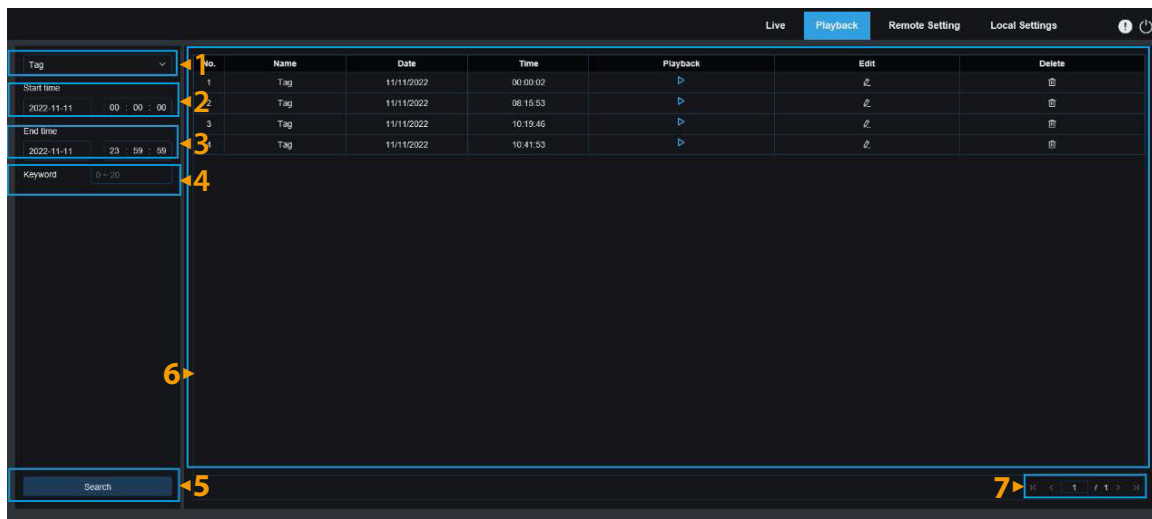 Live Playback Remote Setting Local Settings
Tag
1
No. Name Date Time Playback Edit Delete
1 Tag 11/11/2022 00:00:02
Start time
2022-11-11 00 : 00 : 00
2
2 Tag 11/11/2022 08:15:53
3 Tag 11/11/2022 10:19:46
End time
2022-11-11 23 : 59 : 59
3
4 Tag 11/11/2022 10:41:53
Keyword 0~20
4
6
Search
5
7
1 / 1